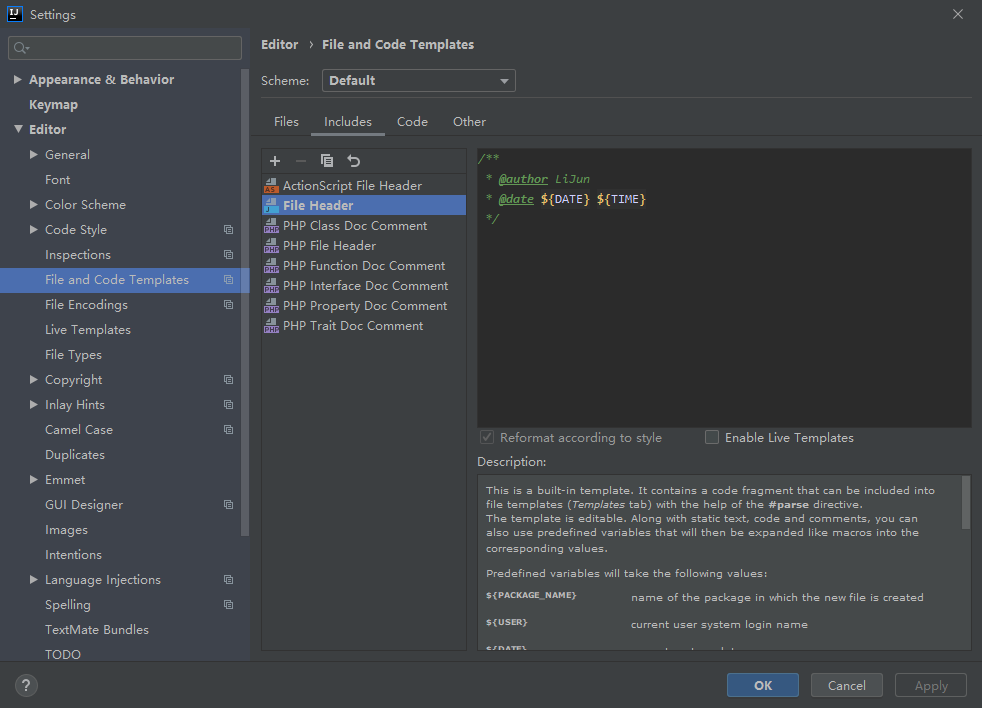 Settings
Appearance & Behavior
Keymap
Editor
General
Font
Color Scheme
Code Style
Inspections
File and Code Templates
File Encodings
Live Templates
File Types
Copyright
Inlay Hints
Camel Case
Duplicates
Emmet
GUI Designer
Images
Intentions
Language Injections
Spelling
TextMate Bundles
TODO
Editor › File and Code Templates
Scheme: Default
Files Includes Code Other
ActionScript File Header
File Header
PHP Class Doc Comment
PHP File Header
PHP Function Doc Comment
PHP Interface Doc Comment
PHP Property Doc Comment
PHP Trait Doc Comment
/**
* @author LiJun
* @date ${DATE} ${TIME}
*/
Reformat according to style Enable Live Templates
Description:
This is a built-in template. It contains a code fragment that can be included into
file templates (Templates tab) with the help of the #parse directive.
The template is editable. Along with static text, code and comments, you can
also use predefined variables that will then be expanded like macros into the
corresponding values.
Predefined variables will take the following values:
${PACKAGE_NAME} name of the package in which the new file is created
${USER} current user system login name
${DATE}
? OK Cancel Apply